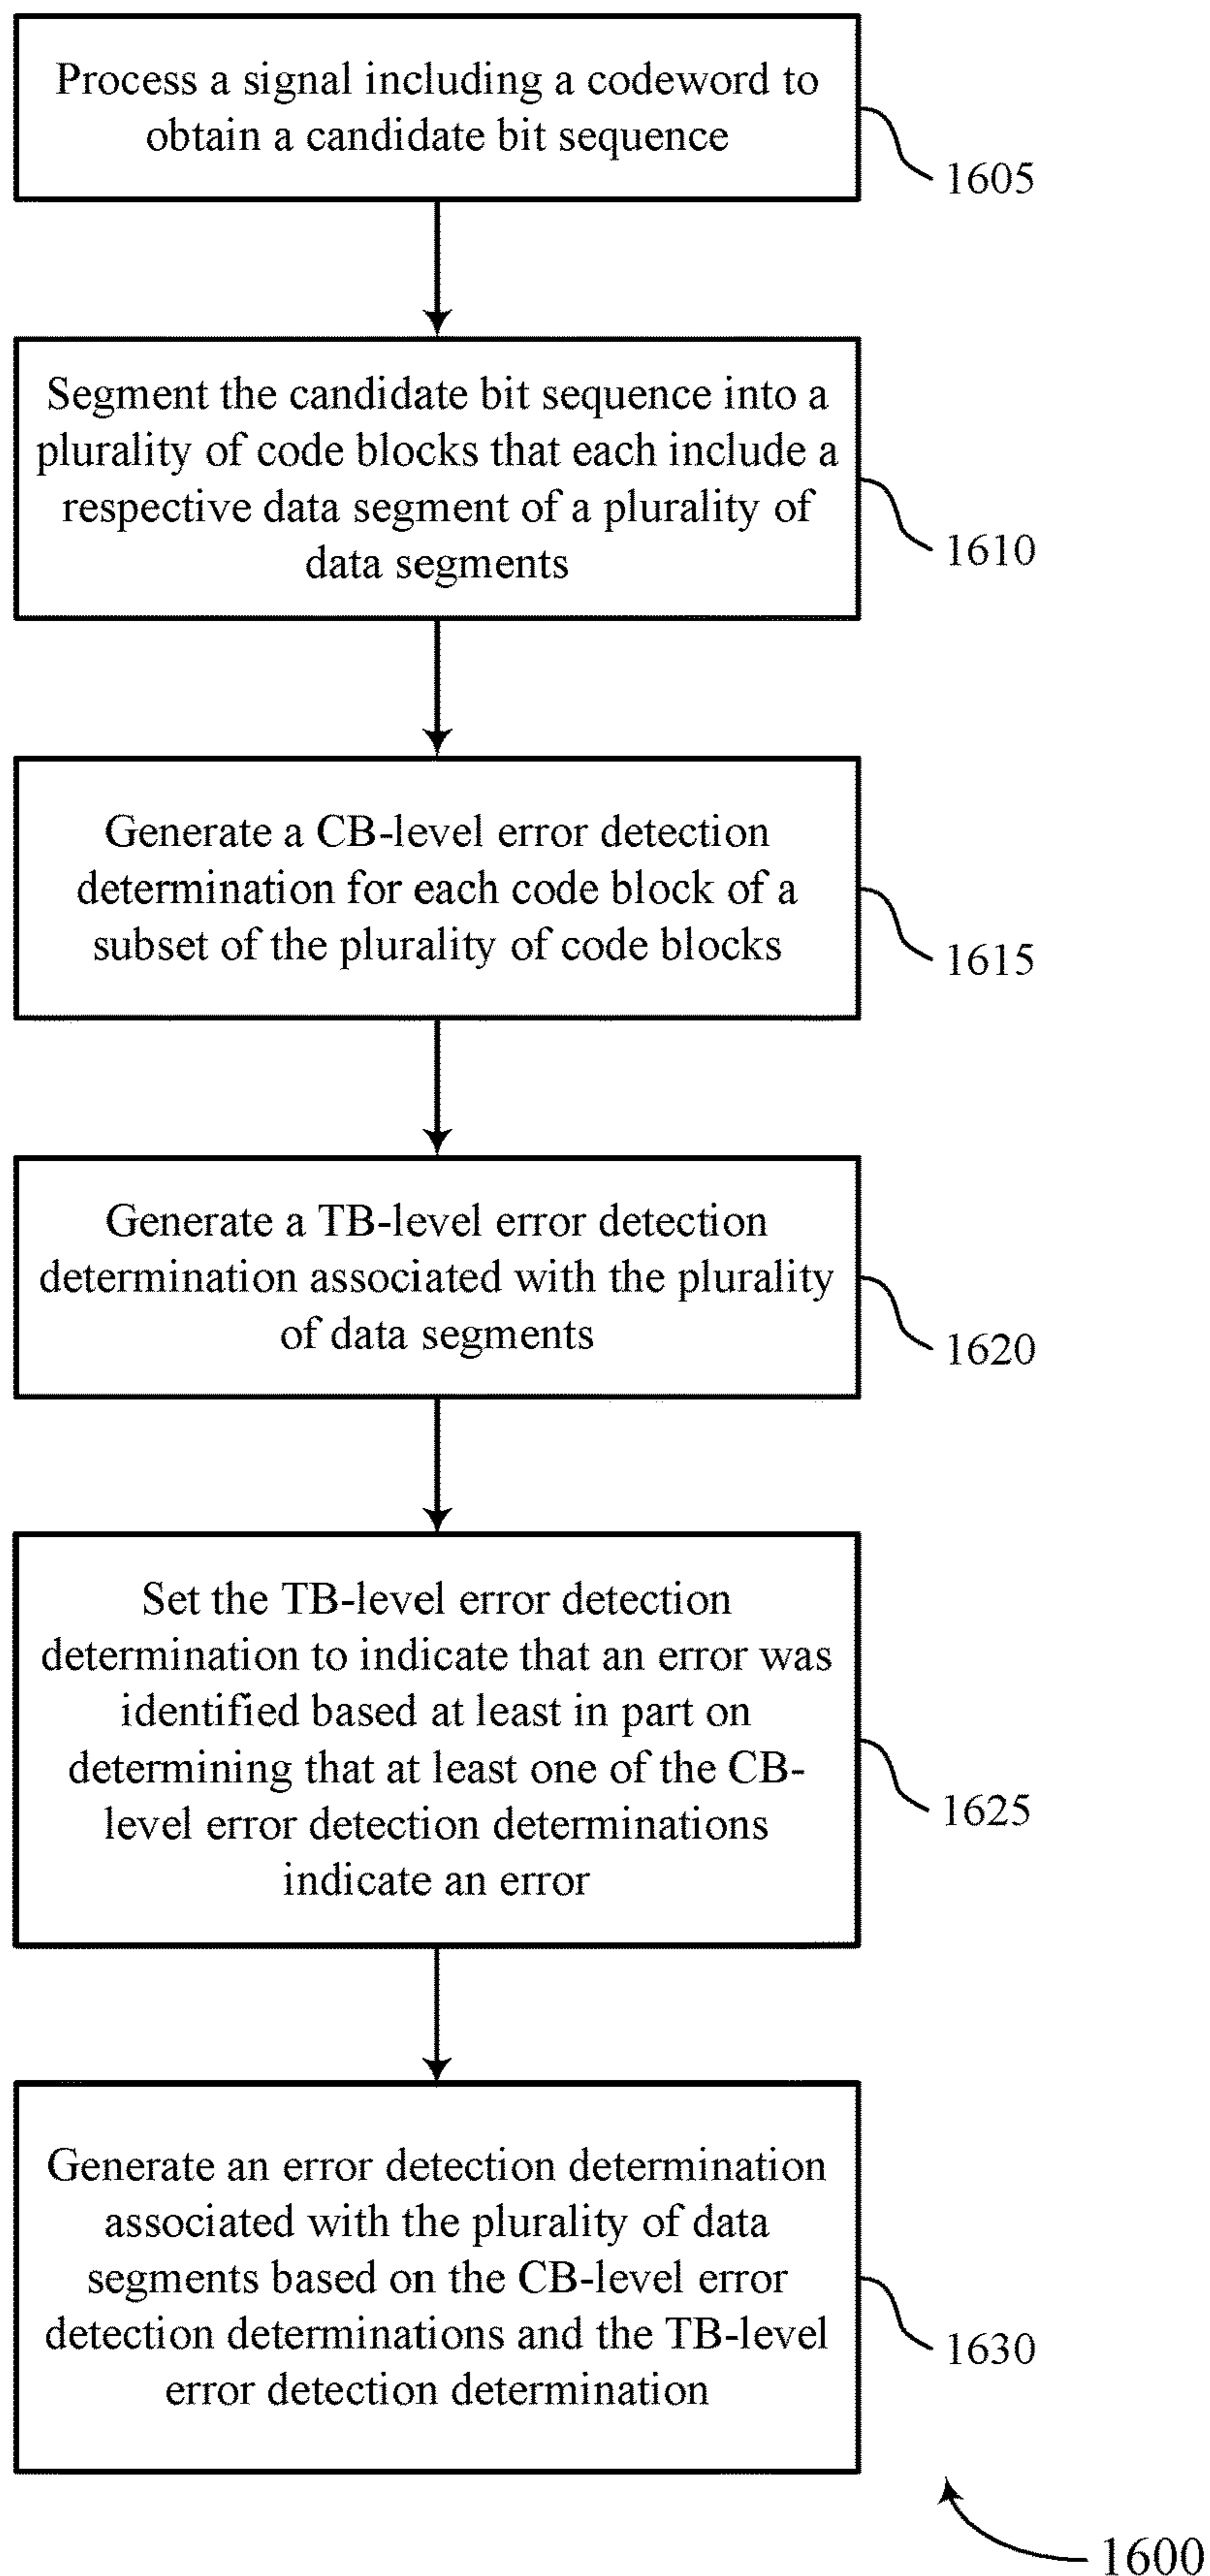 Process a signal including a codeword to
obtain a candidate bit sequence
1605
Segment the candidate bit sequence into a
plurality of code blocks that each include a
respective data segment of a plurality of
data segments
1610
Generate a CB-level error detection
determination for each code block of a
subset of the plurality of code blocks
1615
Generate a TB-level error detection
determination associated with the plurality
of data segments
1620
Set the TB-level error detection
determination to indicate that an error was
identified based at least in part on
determining that at least one of the CB-
level error detection determinations
indicate an error
1625
Generate an error detection determination
associated with the plurality of data
segments based on the CB-level error
detection determinations and the TB-level
error detection determination
1630
1600